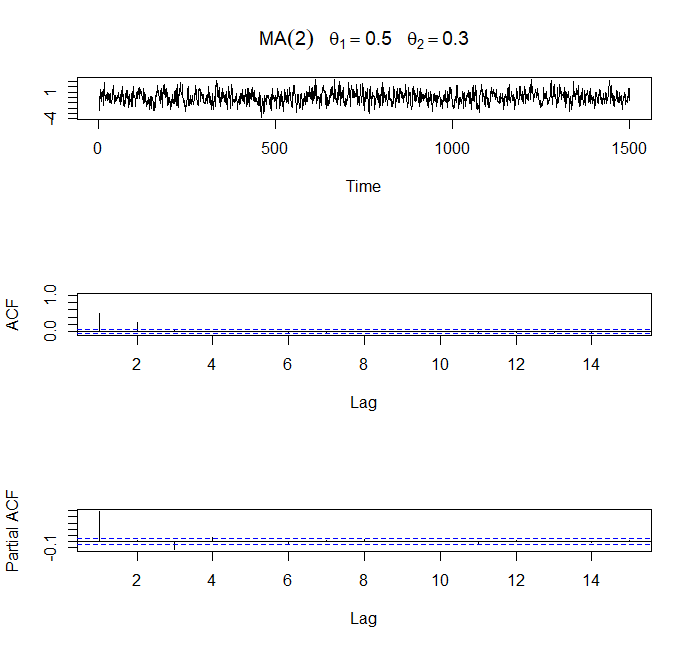 MA(2) θ₁ = 0.5 θ₂ = 0.3
1
-4
0 500 1000 1500
Time
ACF
1.0
0.0
2 4 6 8 10 12 14
Lag
Partial ACF
-0.1
2 4 6 8 10 12 14
Lag